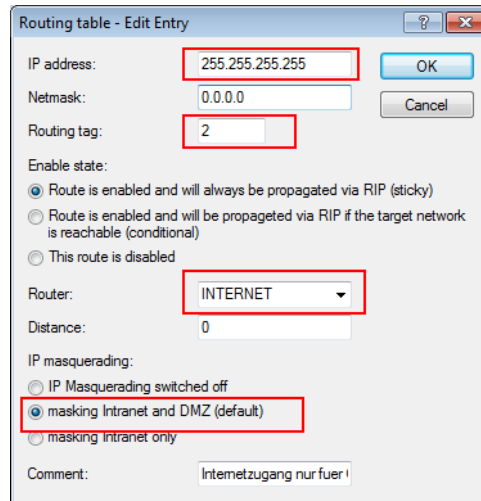 Routing table - Edit Entry
IP address: 255.255.255.255 OK
Netmask: 0.0.0.0 Cancel
Routing tag: 2
Enable state:
Route is enabled and will always be propagated via RIP (sticky)
Route is enabled and will be propageted via RIP if the target network
is reachable (conditional)
This route is disabled
Router: INTERNET
Distance: 0
IP masquerading:
IP Masquerading switched off
masking Intranet and DMZ (default)
masking Intranet only
Comment: Internetzugang nur fuer